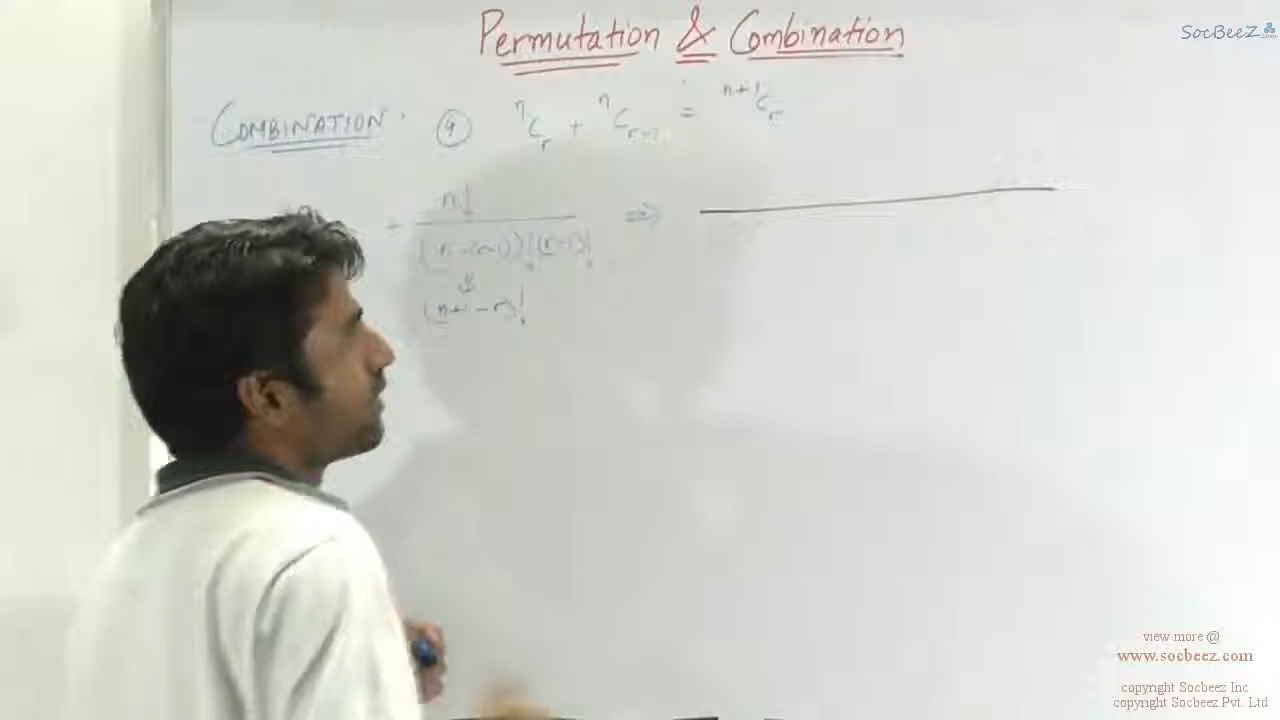 Permutation & Combination
SocBeeZ
COMBINATION: ④ ⁿCᵣ + ⁿCᵣ₋₁ = ⁿ⁺¹Cᵣ
+ n! / (n-(r-1))!(r-1)! ⇒
⇓
(n+1-r)!
view more @
www.socbeez.com
copyright Socbeez Inc
copyright Socbeez Pvt. Ltd